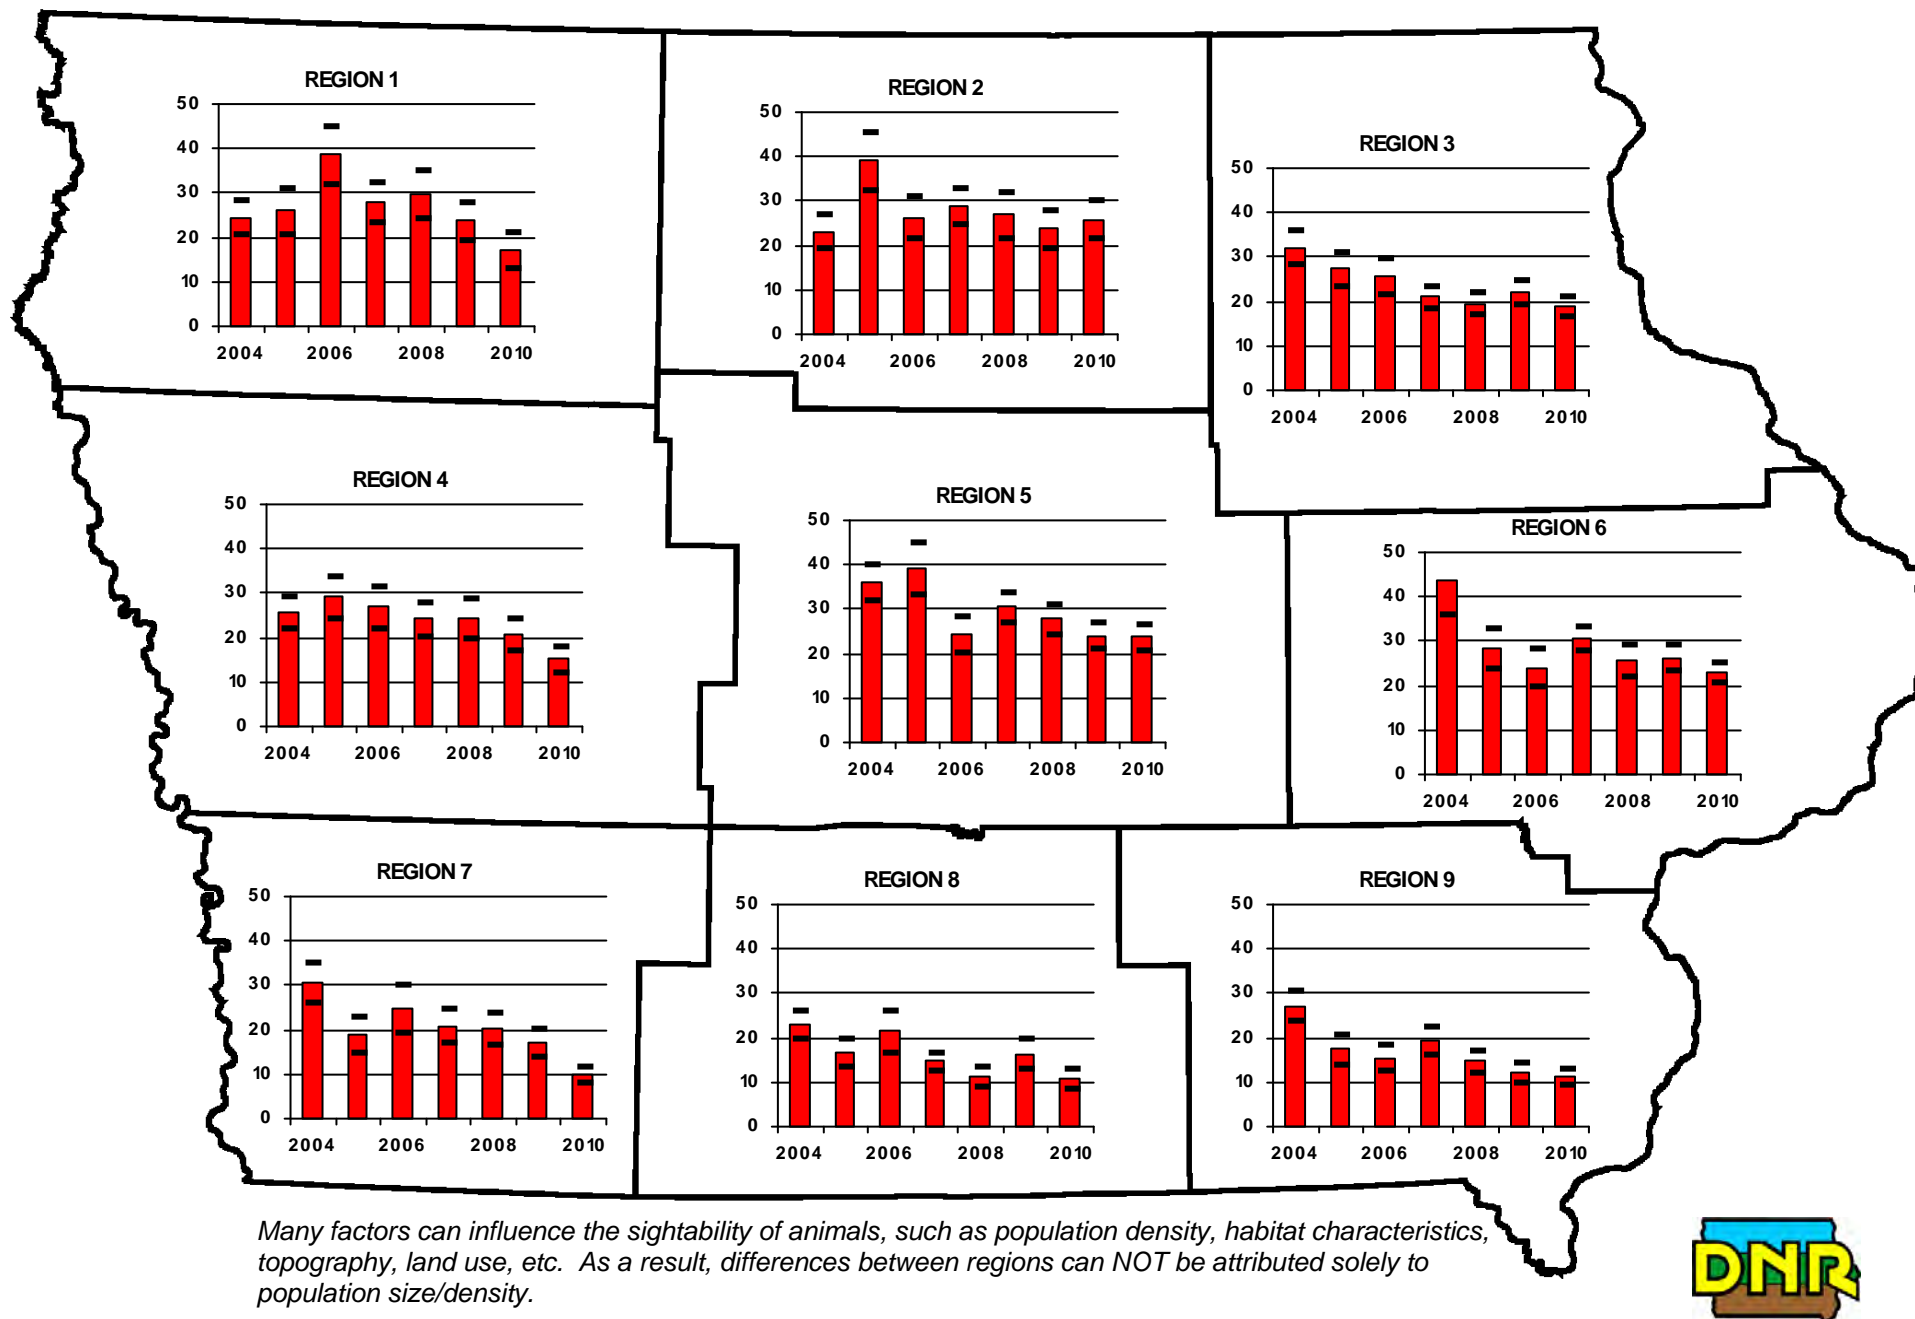 REGION 1
50
40
30
20
10
0
2004 2006 2008 2010
REGION 2
50
40
30
20
10
0
2004 2006 2008 2010
REGION 3
50
40
30
20
10
0
2004 2006 2008 2010
REGION 4
50
40
30
20
10
0
2004 2006 2008 2010
REGION 5
50
40
30
20
10
0
2004 2006 2008 2010
REGION 6
50
40
30
20
10
0
2004 2006 2008 2010
REGION 7
50
40
30
20
10
0
2004 2006 2008 2010
REGION 8
50
40
30
20
10
0
2004 2006 2008 2010
REGION 9
50
40
30
20
10
0
2004 2006 2008 2010
Many factors can influence the sightability of animals, such as population density, habitat characteristics,
topography, land use, etc.  As a result, differences between regions can NOT be attributed solely to
population size/density.
DNR